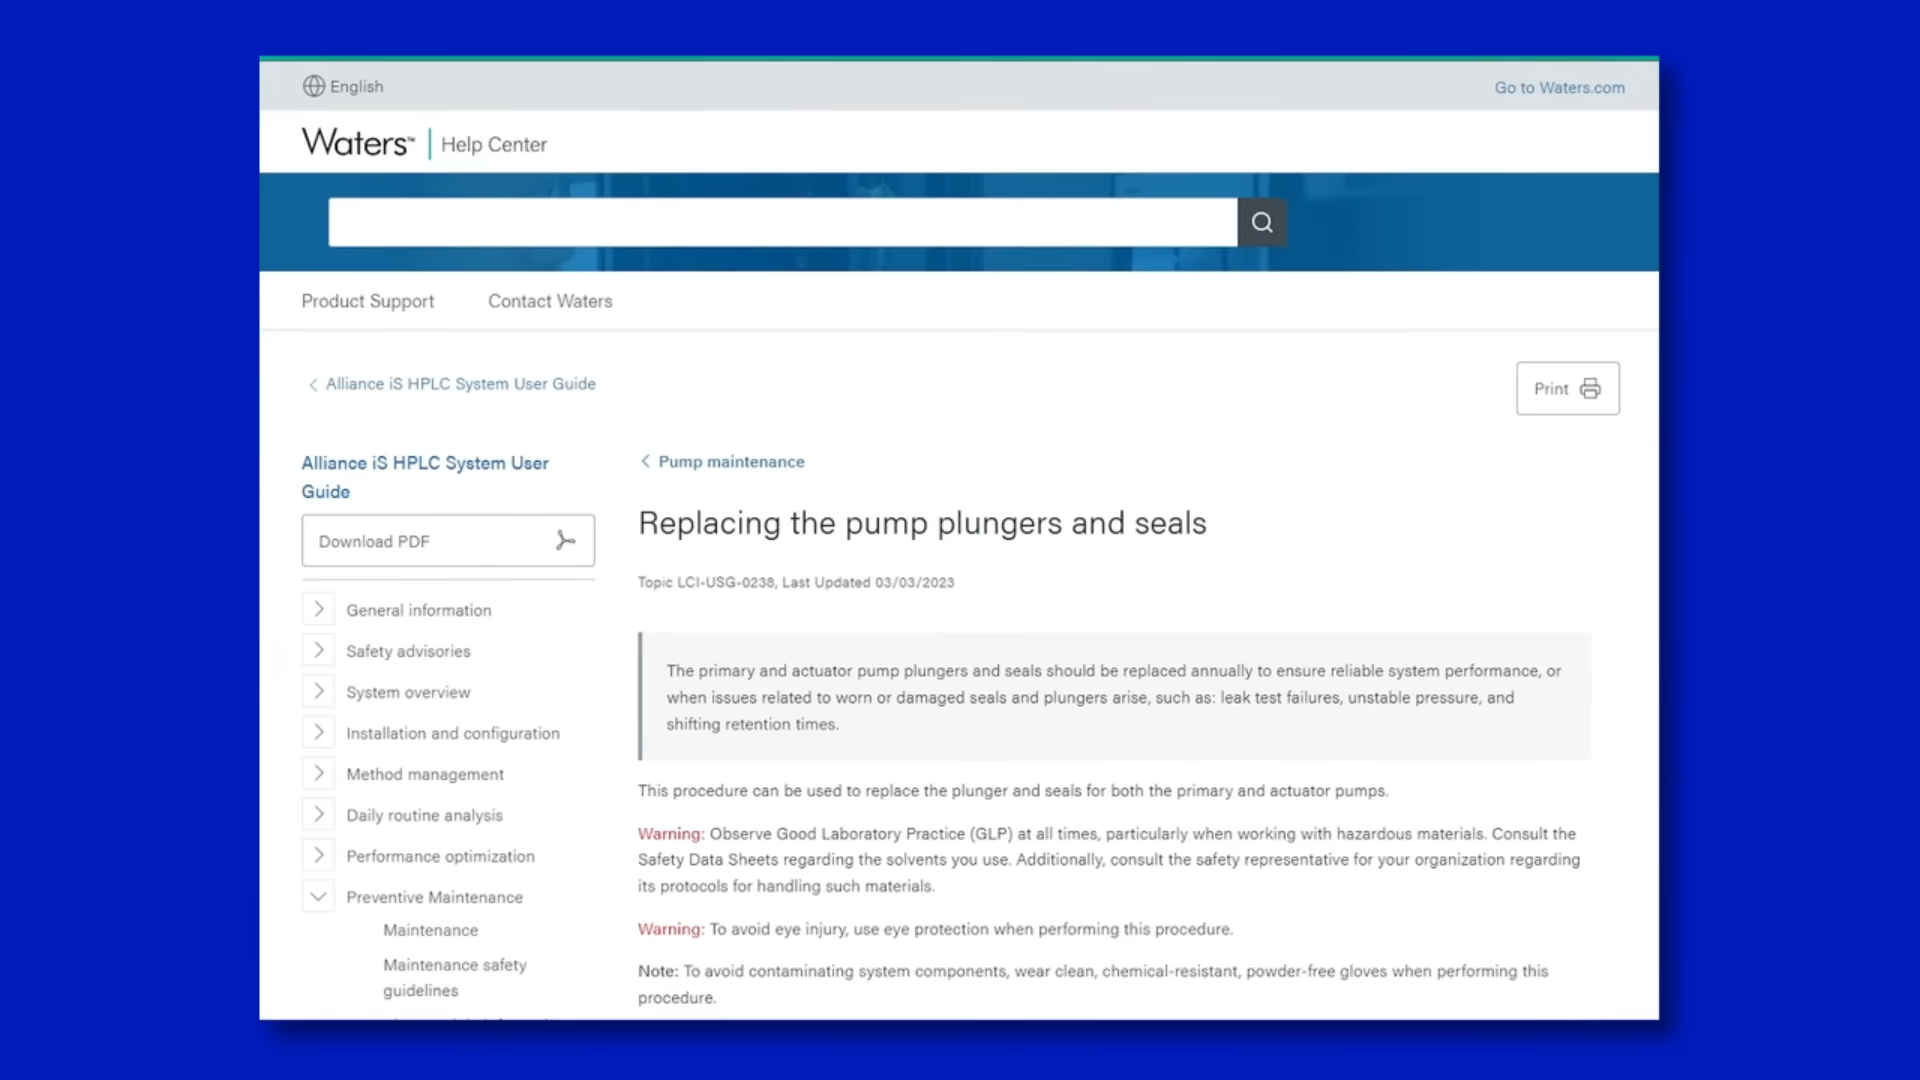 English
Go to Waters.com
Waters™ | Help Center
Product Support
Contact Waters
Alliance iS HPLC System User Guide
Print
Alliance iS HPLC System User
Guide
Download PDF
General information
Safety advisories
System overview
Installation and configuration
Method management
Daily routine analysis
Performance optimization
Preventive Maintenance
Maintenance
Maintenance safety
guidelines
Pump maintenance
Replacing the pump plungers and seals
Topic LCI-USG-0238, Last Updated 03/03/2023
The primary and actuator pump plungers and seals should be replaced annually to ensure reliable system performance, or
when issues related to worn or damaged seals and plungers arise, such as: leak test failures, unstable pressure, and
shifting retention times.
This procedure can be used to replace the plunger and seals for both the primary and actuator pumps.
Warning: Observe Good Laboratory Practice (GLP) at all times, particularly when working with hazardous materials. Consult the
Safety Data Sheets regarding the solvents you use. Additionally, consult the safety representative for your organization regarding
its protocols for handling such materials.
Warning: To avoid eye injury, use eye protection when performing this procedure.
Note: To avoid contaminating system components, wear clean, chemical-resistant, powder-free gloves when performing this
procedure.